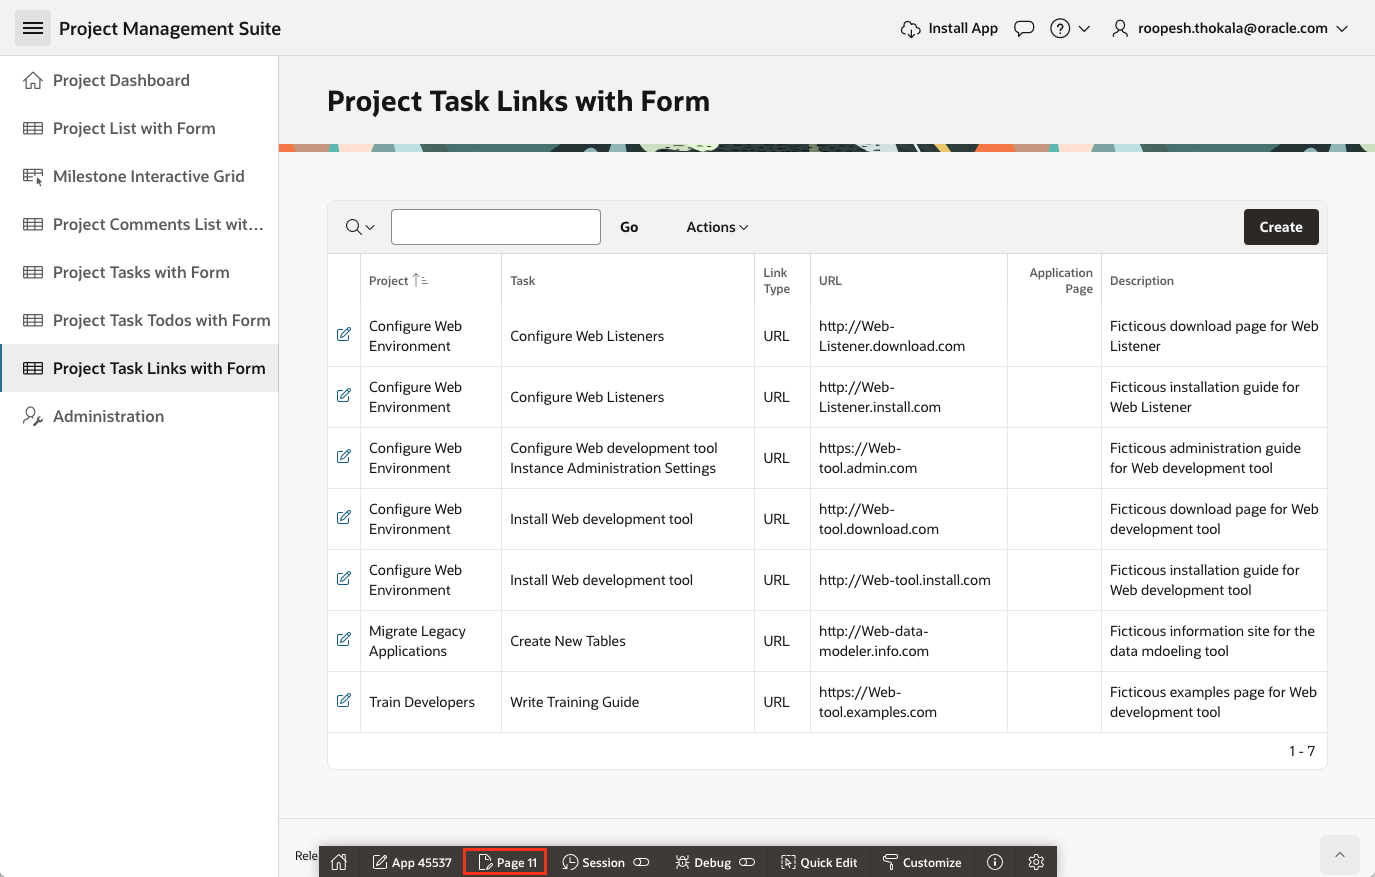 Project Management Suite
Install App
roopesh.thokala@oracle.com
Project Dashboard
Project List with Form
Milestone Interactive Grid
Project Comments List wit...
Project Tasks with Form
Project Task Todos with Form
Project Task Links with Form
Administration
Project Task Links with Form
Go
Actions
Create
Project
Task
Link
Type
URL
Application
Page
Description
Configure Web
Environment
Configure Web Listeners
URL
http://Web-
Listener.download.com
Ficticous download page for Web
Listener
Configure Web
Environment
Configure Web Listeners
URL
http://Web-
Listener.install.com
Ficticous installation guide for
Web Listener
Configure Web
Environment
Configure Web development tool
Instance Administration Settings
URL
https://Web-
tool.admin.com
Ficticous administration guide
for Web development tool
Configure Web
Environment
Install Web development tool
URL
http://Web-
tool.download.com
Ficticous download page for Web
development tool
Configure Web
Environment
Install Web development tool
URL
http://Web-tool.install.com
Ficticous installation guide for
Web development tool
Migrate Legacy
Applications
Create New Tables
URL
http://Web-data-
modeler.info.com
Ficticous information site for the
data mdoeling tool
Train Developers
Write Training Guide
URL
https://Web-
tool.examples.com
Ficticous examples page for Web
development tool
1 - 7
Rele
App 45537
Page 11
Session
Debug
Quick Edit
Customize